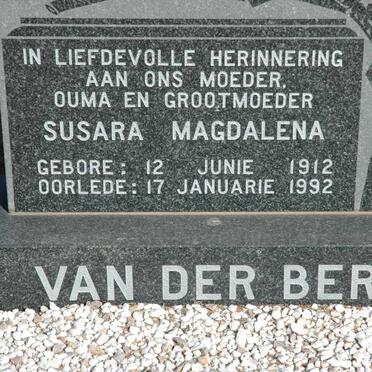 IN LIEFDEVOLLE HERINNERING
AAN ONS MOEDER,
OUMA EN GROOTMOEDER
SUSARA MAGDALENA
GEBORE: 12 JUNIE 1912
OORLEDE: 17 JANUARIE 1992
VAN DER BER